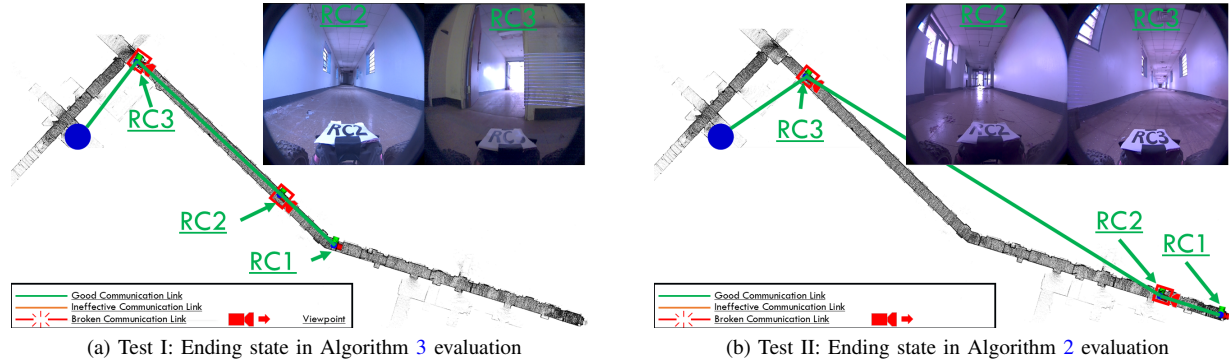 RC2
RC3
RC2
RC
RC3
RC2
RC1
Good Communication Link
Ineffective Communication Link
Broken Communication Link
Viewpoint
(a) Test I: Ending state in Algorithm 3 evaluation
RC2
RC3
RC2
RC3
RC3
RC2
RC1
Good Communication Link
Ineffective Communication Link
Broken Communication Link
(b) Test II: Ending state in Algorithm 2 evaluation